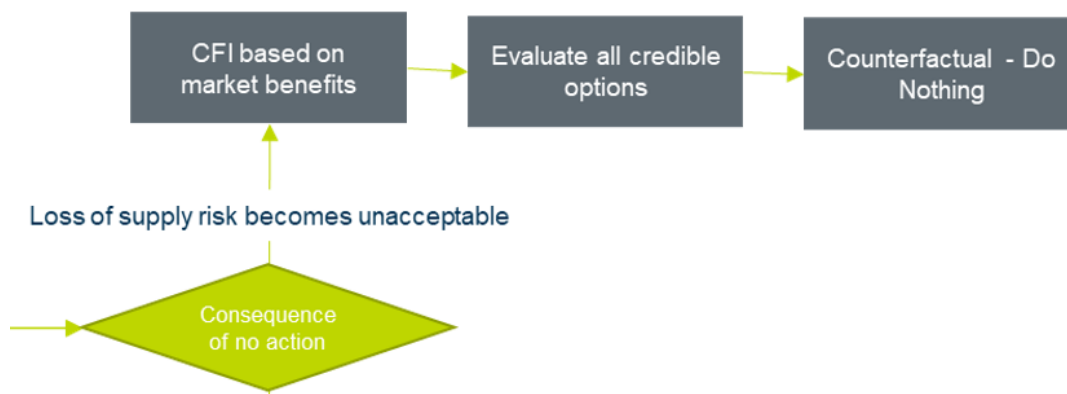 CFI based on
market benefits
Evaluate all credible
options
Counterfactual - Do
Nothing
Loss of supply risk becomes unacceptable
Consequence
of no action